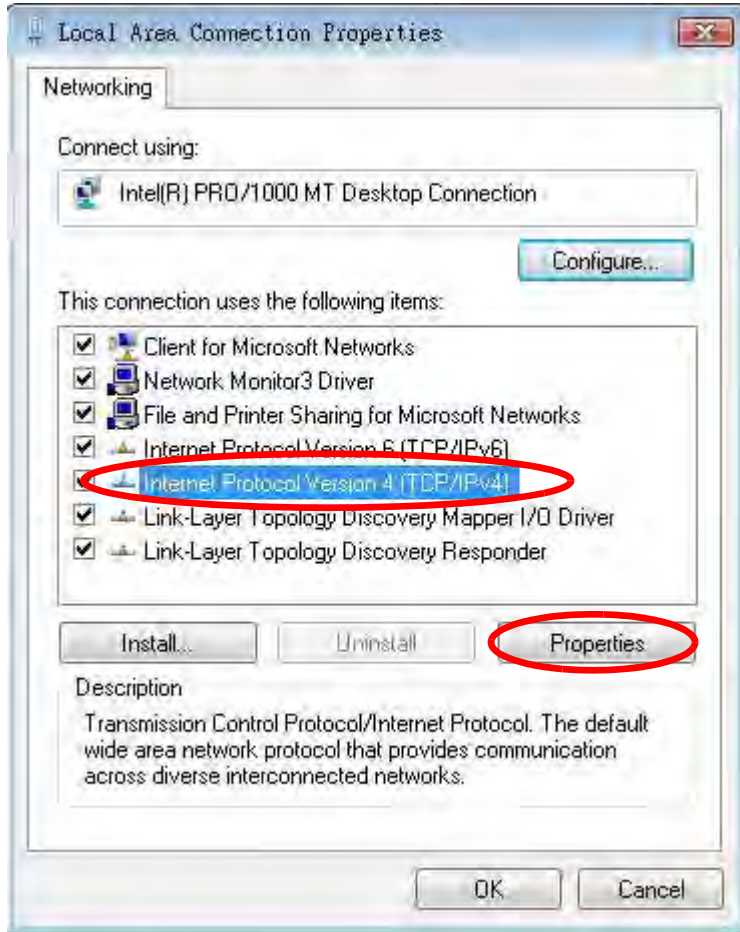 Local Area Connection Properties
Networking
Connect using:
Intel(R) PRO/1000 MT Desktop Connection
Configure...
This connection uses the following items:
Client for Microsoft Networks
Network Monitor3 Driver
File and Printer Sharing for Microsoft Networks
Internet Protocol Version 6 (TCP/IPv6)
Internet Protocol Version 4 (TCP/IPv4)
Link-Layer Topology Discovery Mapper I/O Driver
Link-Layer Topology Discovery Responder
Install... Uninstall Properties
Description
Transmission Control Protocol/Internet Protocol. The default
wide area network protocol that provides communication
across diverse interconnected networks.
OK Cancel